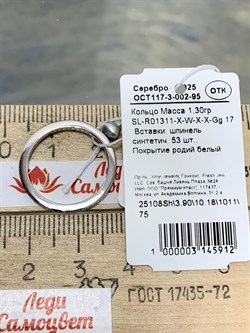 Серебро 925
ОСТ117-3-002-95
ОТК
Кольцо Масса 1.30гр.
SL-R01311-X-W-X-X-Gg 17
Вставки: шпинель
синтетич. 53 шт.
Покрытие родий белый
25108Sh\3.90\10.18\1011\
75
1 000003 145912
Леди
Самоцвет
Леди
Самоцвет
ГОСТ 17435-72